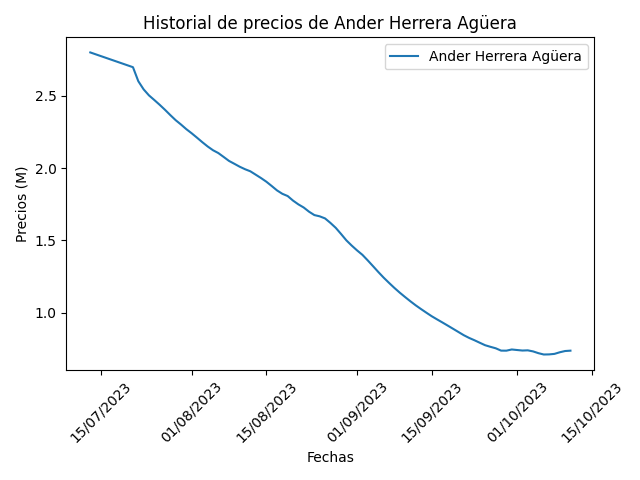 Historial de precios de Ander Herrera Agüera
Ander Herrera Agüera
Precios (M)
2.5
2.0
1.5
1.0
15/07/2023
01/08/2023
15/08/2023
01/09/2023
15/09/2023
01/10/2023
15/10/2023
Fechas